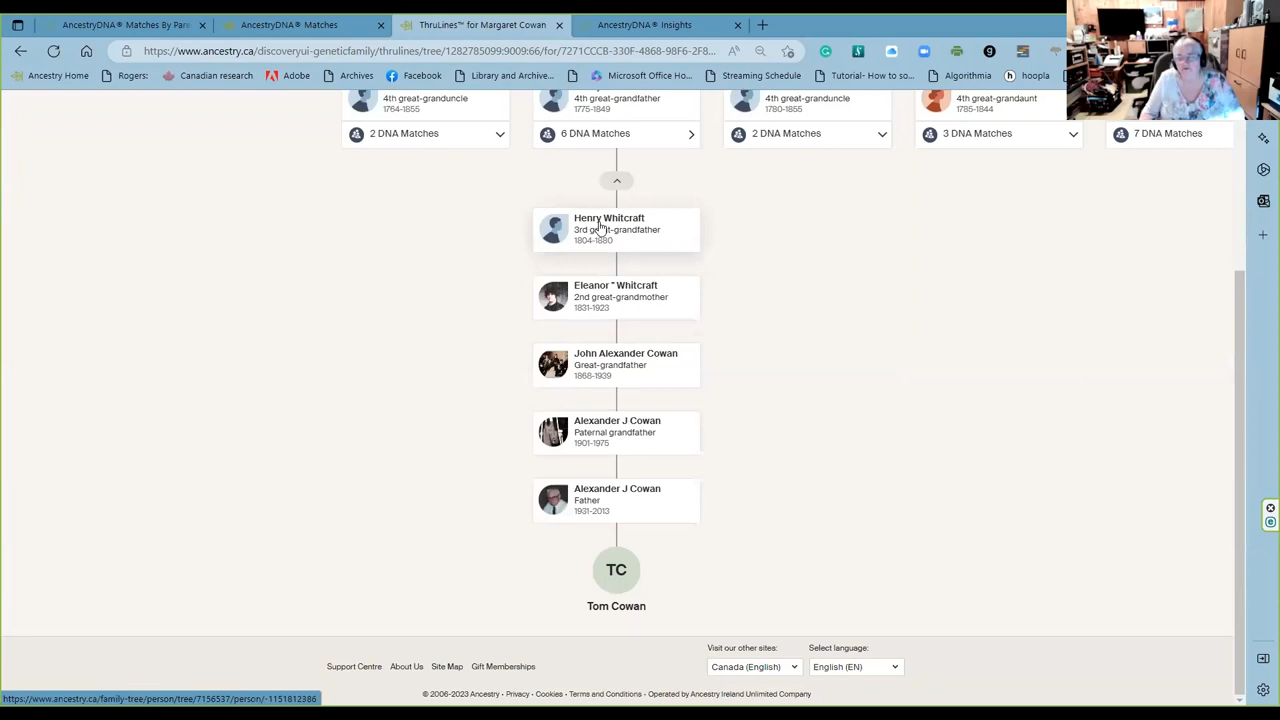 AncestryDNA® Matches By Pare
AncestryDNA® Matches
ThruLines™ for Margaret Cowan
AncestryDNA® Insights
https://www.ancestry.ca/discoveryui-geneticfamily/thrulines/tree/1282785099:9009:66/for/7271CCCB-330F-4868-98F6-2F8...
Ancestry Home
Rogers:
Canadian research
Adobe
Archives
Facebook
Library and Archive...
Microsoft Office Ho...
Streaming Schedule
Tutorial- How to so...
Algorithmia
hoopla
4th great-granduncle
1764-1855
2 DNA Matches
4th great-grandfather
1775-1849
6 DNA Matches
4th great-granduncle
1780-1855
2 DNA Matches
4th great-grandaunt
1785-1844
3 DNA Matches
7 DNA Matches
Henry Whitcraft
3rd great-grandfather
1804-1880
Eleanor " Whitcraft
2nd great-grandmother
1831-1923
John Alexander Cowan
Great-grandfather
1868-1939
Alexander J Cowan
Paternal grandfather
1901-1975
Alexander J Cowan
Father
1931-2013
TC
Tom Cowan
Support Centre About Us Site Map Gift Memberships
Visit our other sites:
Canada (English)
Select language:
English (EN)
© 2006-2023 Ancestry · Privacy · Cookies · Terms and Conditions · Operated by Ancestry Ireland Unlimited Company
https://www.ancestry.ca/family-tree/person/tree/7156537/person/-1151812386